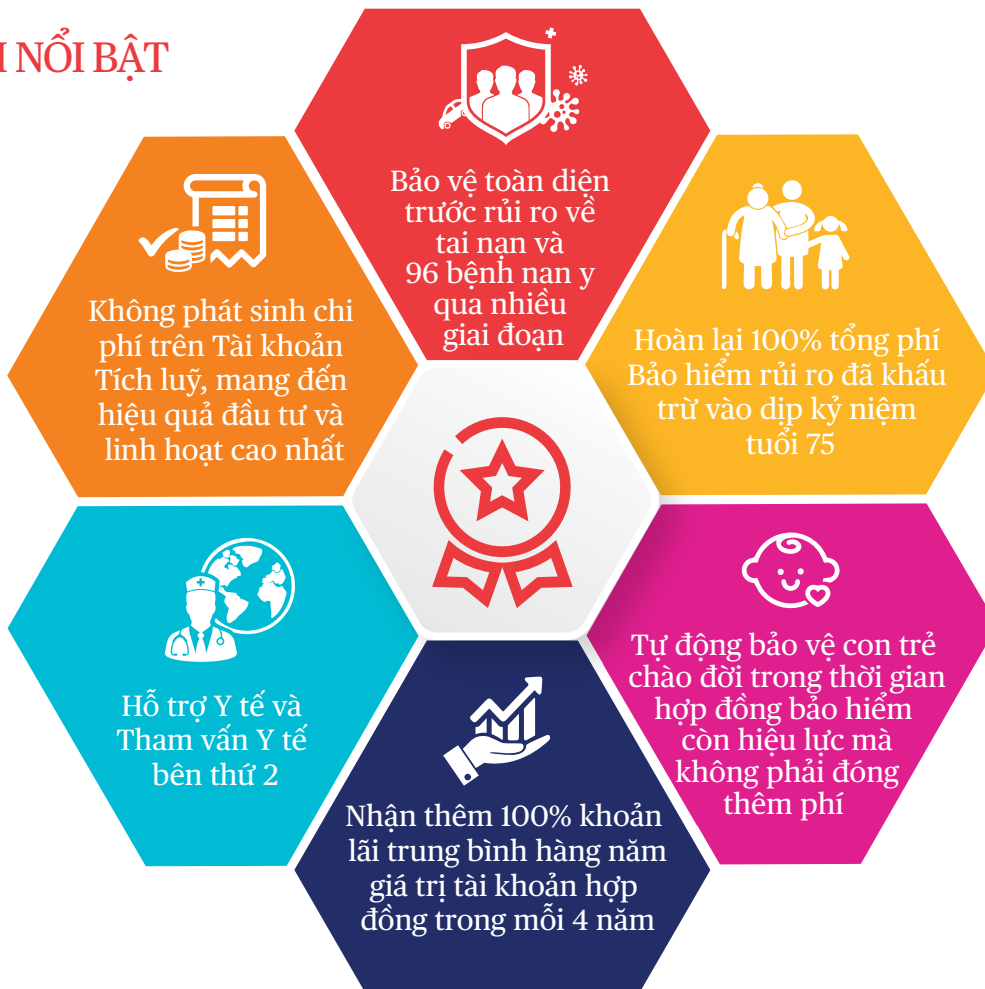 NỔI BẬT
Bảo vệ toàn diện
trước rủi ro về
tai nạn và
96 bệnh nan y
qua nhiều
giai đoạn
Không phát sinh chi
phí trên Tài khoản
Tích luỹ, mang đến
hiệu quả đầu tư và
linh hoạt cao nhất
Hoàn lại 100% tổng phí
Bảo hiểm rủi ro đã khấu
trừ vào dịp kỷ niệm
tuổi 75
Hỗ trợ Y tế và
Tham vấn Y tế
bên thứ 2
Tự động bảo vệ con trẻ
chào đời trong thời gian
hợp đồng bảo hiểm
còn hiệu lực mà
không phải đóng
thêm phí
Nhận thêm 100% khoản
lãi trung bình hàng năm
giá trị tài khoản hợp
đồng trong mỗi 4 năm